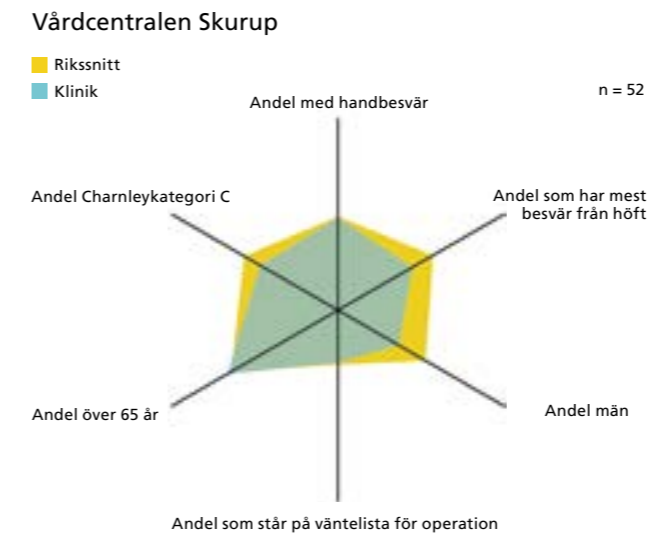 Vårdcentralen Skurup
Rikssnitt
Klinik
n = 52
Andel med handbesvär
Andel Charnleykategori C
Andel som har mest
besvär från höft
Andel över 65 år
Andel män
Andel som står på väntelista för operation